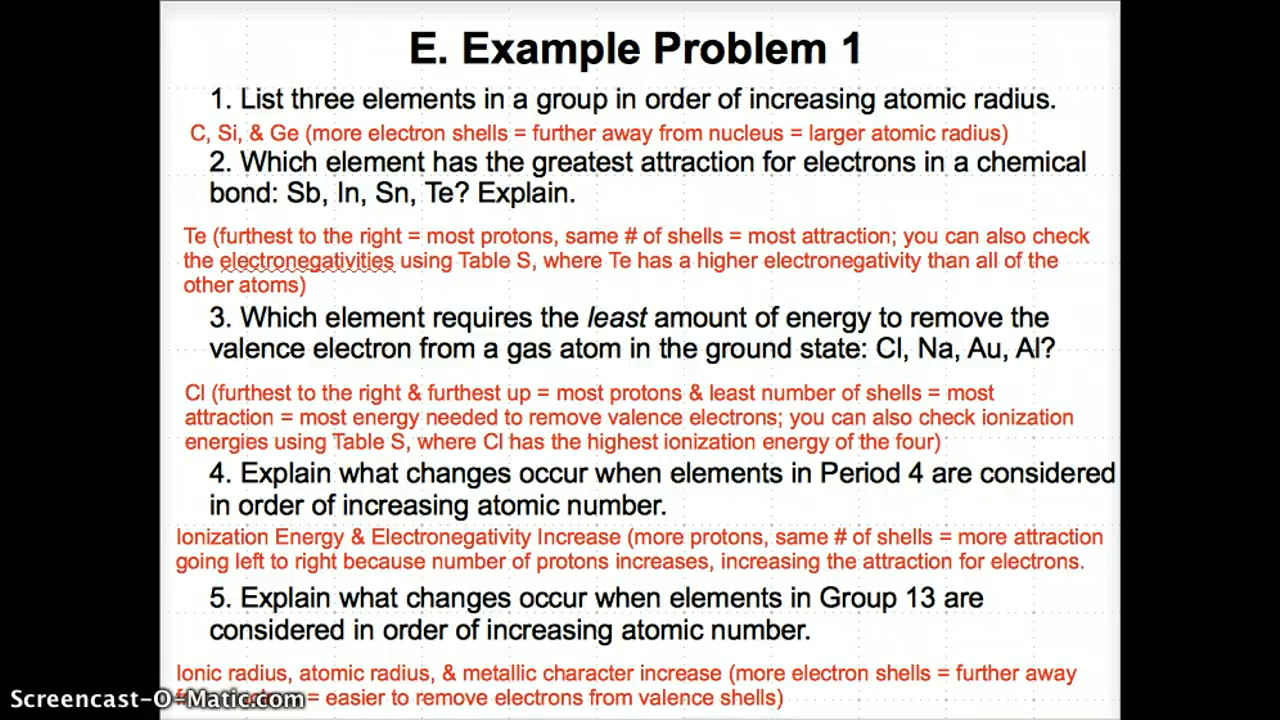 E. Example Problem 1
1. List three elements in a group in order of increasing atomic radius.
C, Si, & Ge (more electron shells = further away from nucleus = larger atomic radius)
2. Which element has the greatest attraction for electrons in a chemical
bond: Sb, In, Sn, Te? Explain.
Te (furthest to the right = most protons, same # of shells = most attraction; you can also check
the electronegativities using Table S, where Te has a higher electronegativity than all of the
other atoms)
3. Which element requires the least amount of energy to remove the
valence electron from a gas atom in the ground state: Cl, Na, Au, Al?
Cl (furthest to the right & furthest up = most protons & least number of shells = most
attraction = most energy needed to remove valence electrons; you can also check ionization
energies using Table S, where Cl has the highest ionization energy of the four)
4. Explain what changes occur when elements in Period 4 are considered
in order of increasing atomic number.
Ionization Energy & Electronegativity Increase (more protons, same # of shells = more attraction
going left to right because number of protons increases, increasing the attraction for electrons.
5. Explain what changes occur when elements in Group 13 are
considered in order of increasing atomic number.
Ionic radius, atomic radius, & metallic character increase (more electron shells = further away
= easier to remove electrons from valence shells)
Screencast-O-Matic.com